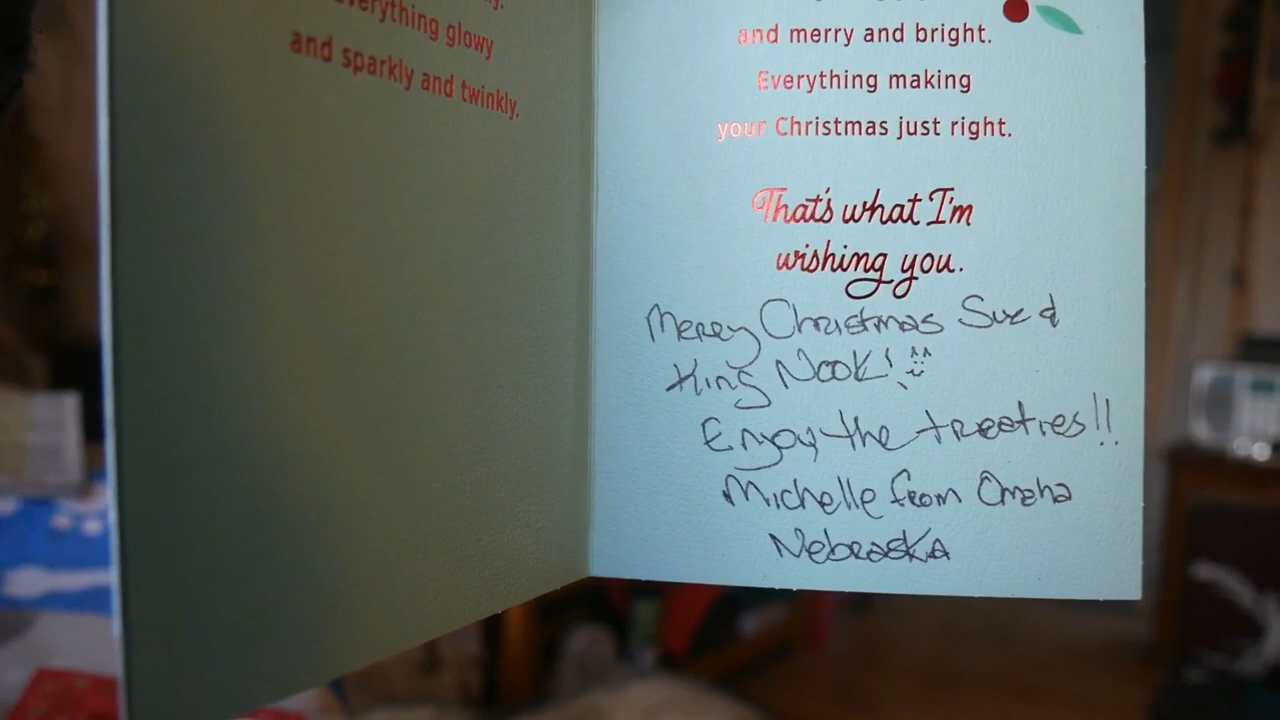 Everything glowy
and sparkly and twinkly.
and merry and bright.
Everything making
your Christmas just right.
That's what I'm
wishing you.
Merry Christmas Sue &
King Nook!
Enjoy the treaties!!
Michelle from Omaha
Nebraska